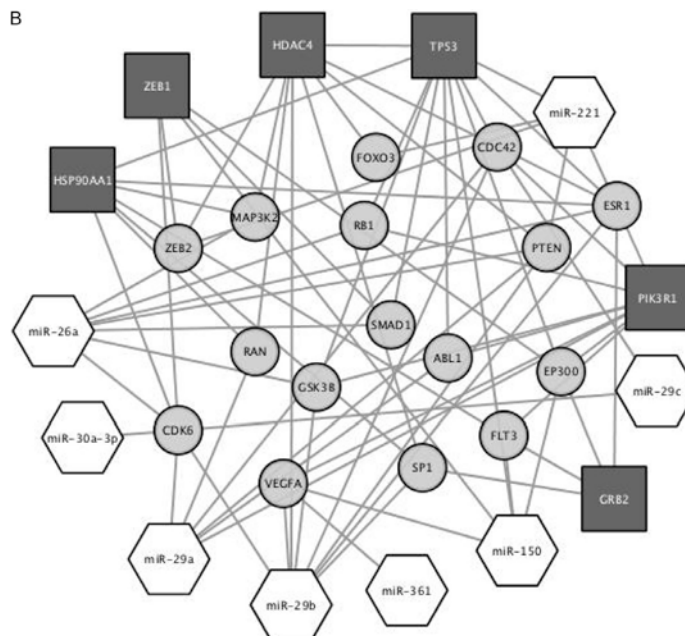 B
HDAC4
TP53
ZEB1
miR-221
HSP90AA1
FOXO3
CDC42
MAP3K2
RB1
ESR1
ZEB2
PTEN
PIK3R1
miR-26a
SMAD1
RAN
ABL1
EP300
GSK3B
miR-29c
miR-30a-3p
CDK6
FLT3
SP1
VEGFA
GRB2
miR-29a
miR-150
miR-29b
miR-361